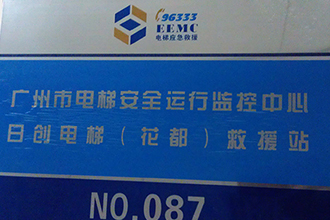 96333
EEMC
电梯应急救援
广州市电梯安全运行监控中心
日创电梯（花都）救援站
NO.087